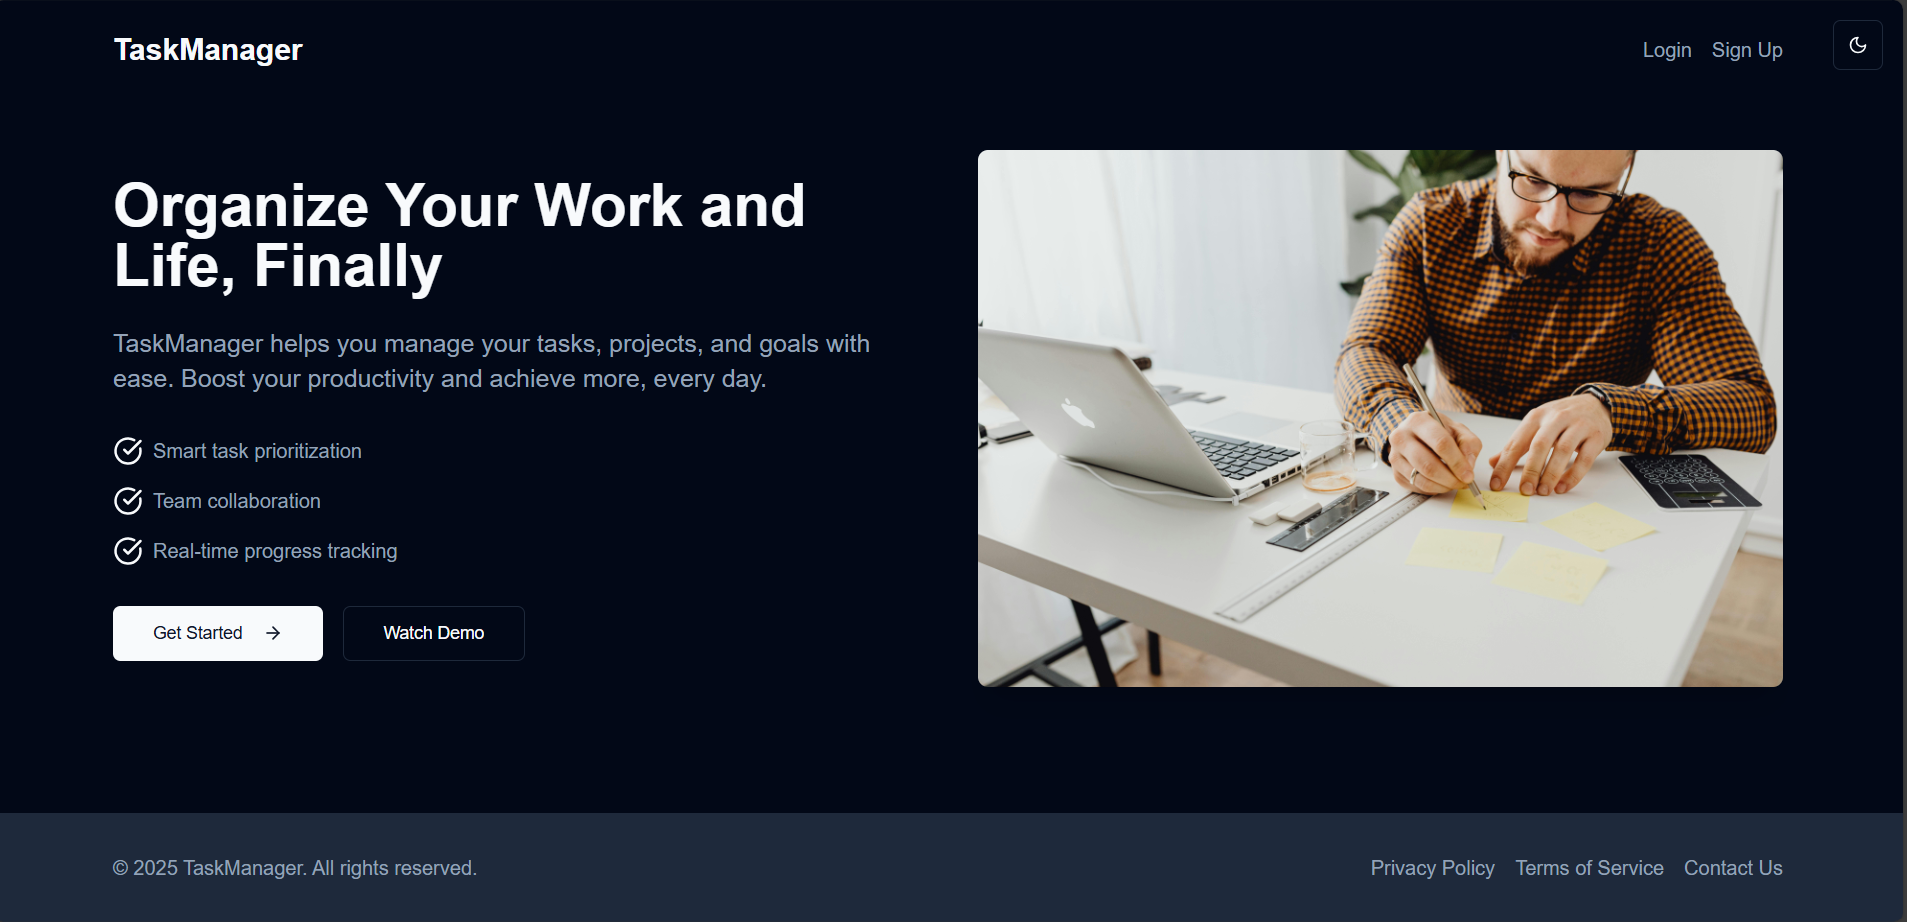 TaskManager
Login Sign Up
Organize Your Work and
Life, Finally
TaskManager helps you manage your tasks, projects, and goals with
ease. Boost your productivity and achieve more, every day.
Smart task prioritization
Team collaboration
Real-time progress tracking
Get Started
Watch Demo
© 2025 TaskManager. All rights reserved.
Privacy Policy Terms of Service Contact Us